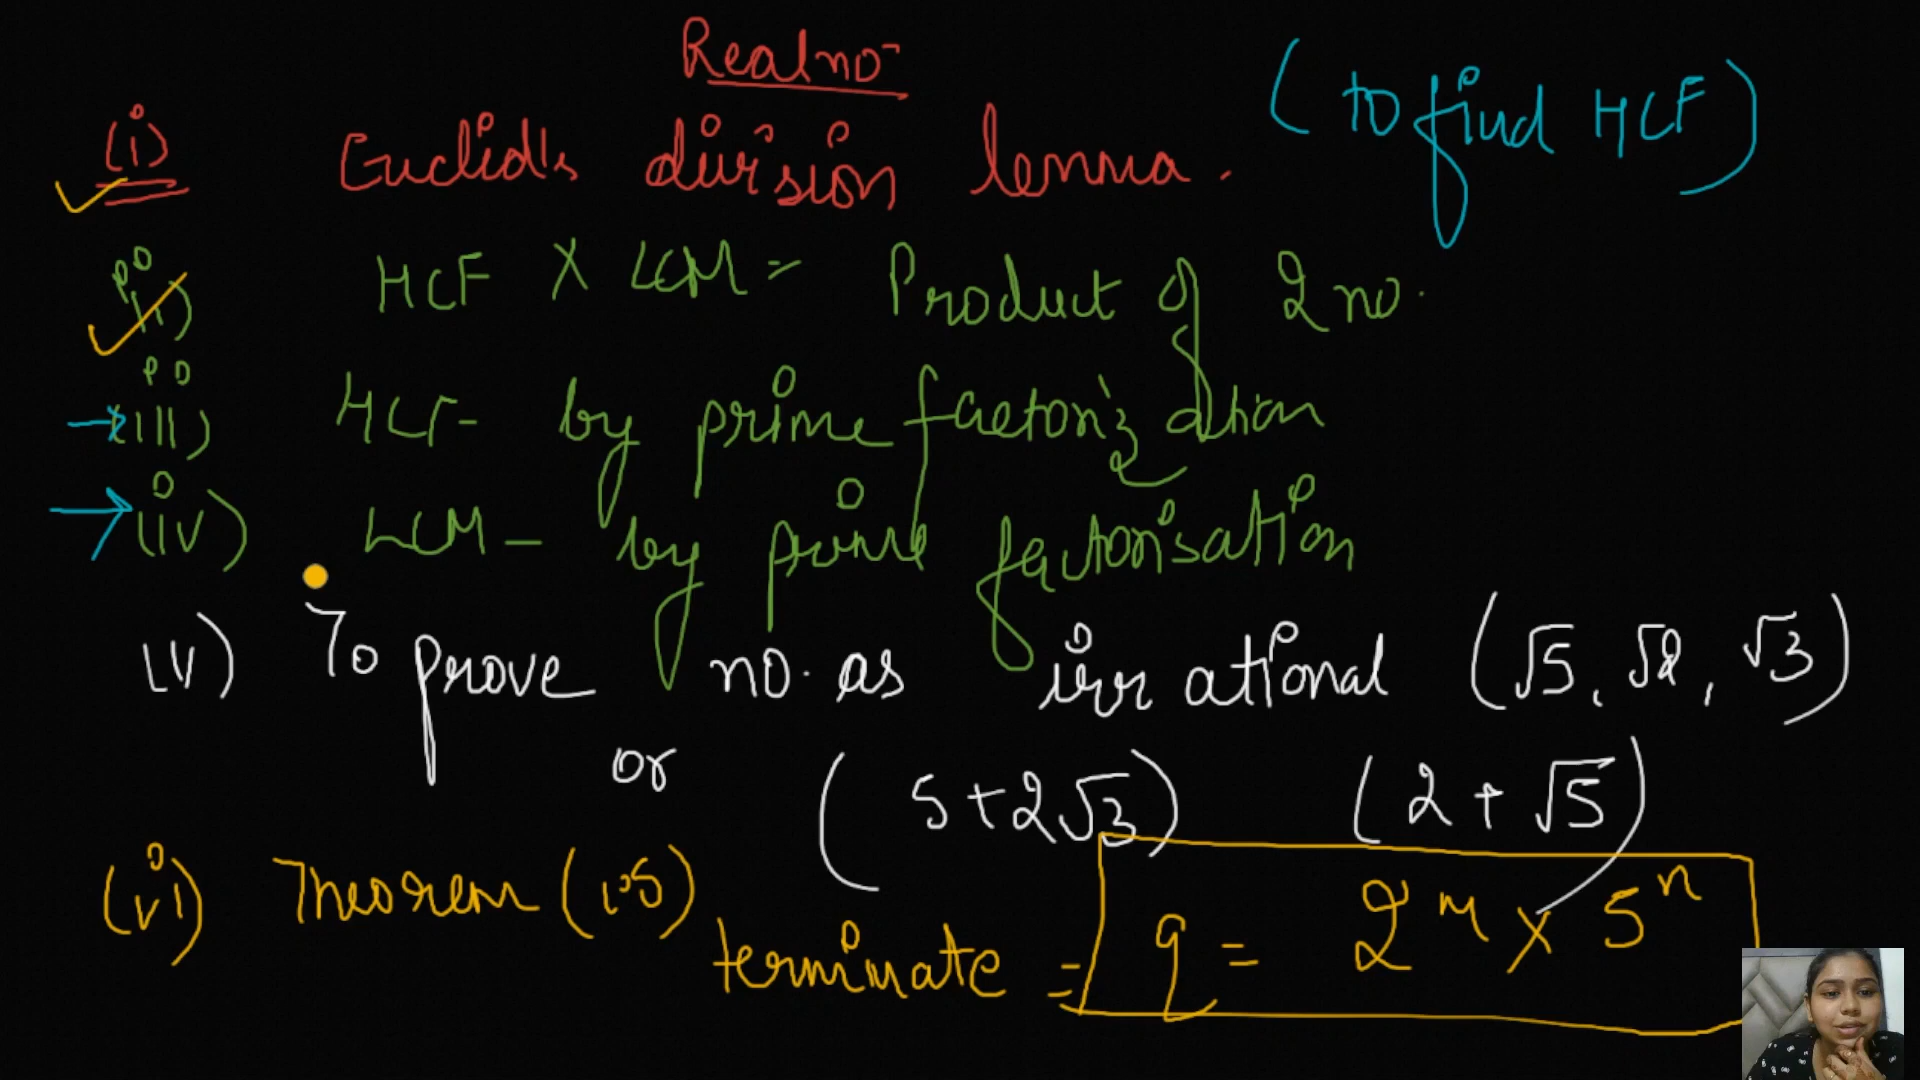 Real no
(i) Euclid's division lemma. (to find HCF)
(ii) HCF X LCM = Product of 2 no.
(iii) HCF - by prime factorization
(iv) LCM - by prime factorisation
(v) To prove no. as irrational (√5, √2, √3)
or (5+2√3) (2+√5)
(vi) Theorem (1.5)
terminate = q = 2^m x 5^n